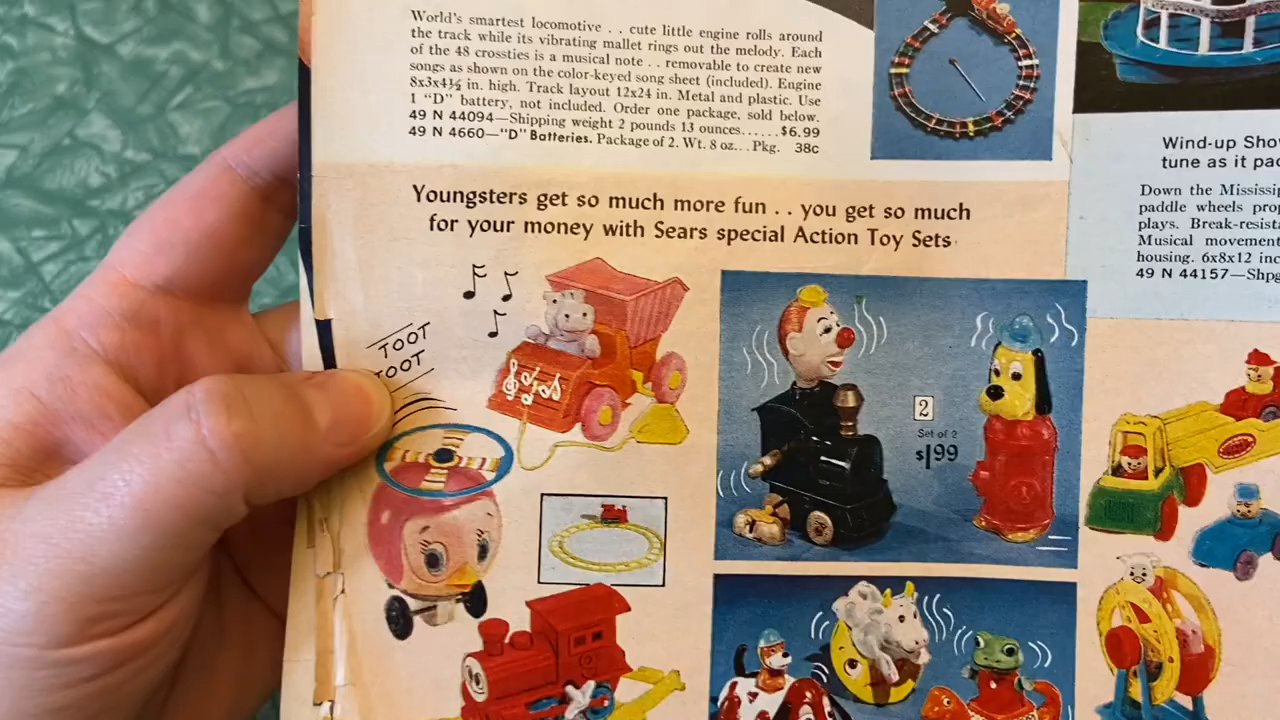 World's smartest locomotive . . cute little engine rolls around
the track while its vibrating mallet rings out the melody. Each
of the 48 crossties is a musical note . . removable to create new
songs as shown on the color-keyed song sheet (included). Engine
8x3x4½ in. high. Track layout 12x24 in. Metal and plastic. Use
1 "D" battery, not included. Order one package, sold below.
49 N 44094—Shipping weight 2 pounds 13 ounces......$6.99
49 N 4660—"D" Batteries. Package of 2. Wt. 8 oz... Pkg. 38c
Wind-up Sho
tune as it pa
Down the Mississi
paddle wheels pro
plays. Break-resist
Musical movemen
housing. 6x8x12 inc
49 N 44157—Shpg
Youngsters get so much more fun . . you get so much
for your money with Sears special Action Toy Sets
TOOT
TOOT
2
Set of 2
$1.99